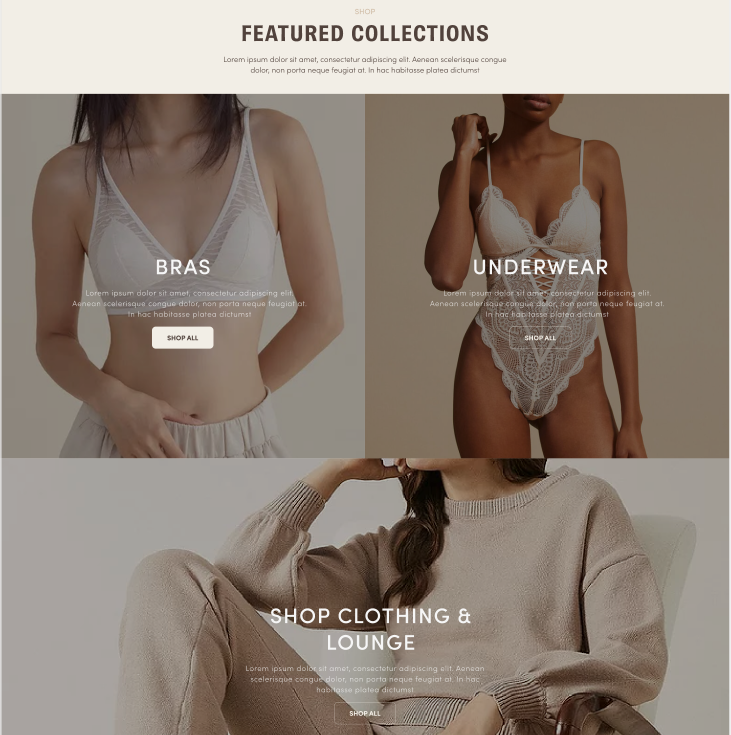 SHOP
FEATURED COLLECTIONS
Lorem ipsum dolor sit amet, consectetur adipiscing elit. Aenean scelerisque congue
dolor, non porta neque feugiat at. In hac habitasse platea dictumst
BRAS
Lorem ipsum dolor sit amet, consectetur adipiscing elit.
Aenean scelerisque congue dolor, non porta neque feugiat at.
In hac habitasse platea dictumst
SHOP ALL
UNDERWEAR
Lorem ipsum dolor sit amet, consectetur adipiscing elit.
Aenean scelerisque congue dolor, non porta neque feugiat at.
In hac habitasse platea dictumst
SHOP ALL
SHOP CLOTHING &
LOUNGE
Lorem ipsum dolor sit amet, consectetur adipiscing elit. Aenean
scelerisque congue dolor, non porta neque feugiat at. In hac
habitasse platea dictumst
SHOP ALL